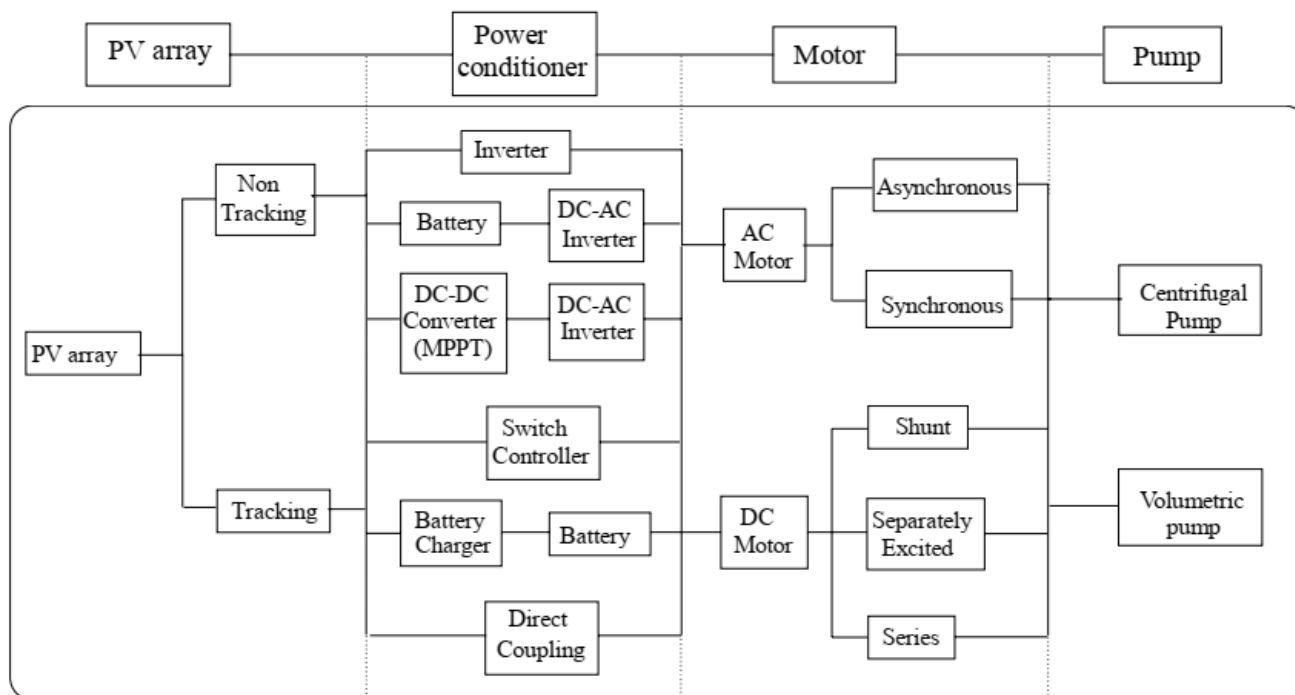 PV array
Power
conditioner
Motor
Pump
Non
Tracking
Inverter
Battery
DC-AC
Inverter
DC-DC
Converter
(MPPT)
DC-AC
Inverter
AC
Motor
Asynchronous
Synchronous
Centrifugal
Pump
PV array
Switch
Controller
Tracking
Battery
Charger
Battery
Direct
Coupling
DC
Motor
Shunt
Separately
Excited
Series
Volumetric
pump